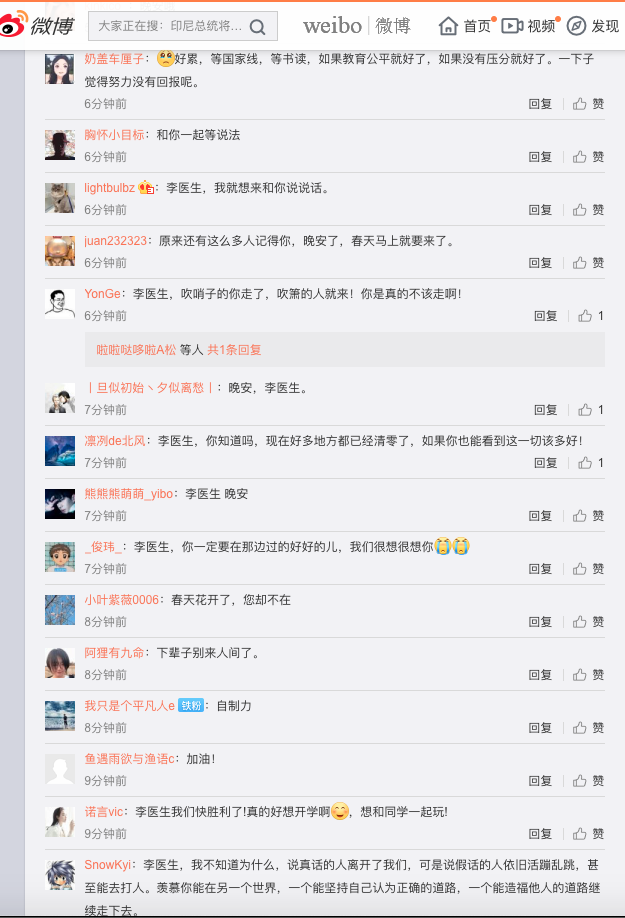 微博
大家正在搜：印尼总统将...
weibo 微博
首页
视频
发现
奶盖车厘子：好累，等国家线，等书读，如果教育公平就好了，如果没有压分就好了。一下子
觉得努力没有回报呢。
6分钟前 回复 赞
胸怀小目标：和你一起等说法
6分钟前 回复 赞
lightbulbz：李医生，我就想来和你说说话。
6分钟前 回复 赞
juan232323：原来还有这么多人记得你，晚安了，春天马上就要来了。
6分钟前 回复 赞
YonGe：李医生，吹哨子的你走了，吹箫的人就来！你是真的不该走啊！
6分钟前 回复 1
啦啦哒哆啦A松 等人 共1条回复
丨旦似初始丶夕似离愁丨：晚安，李医生。
7分钟前 回复 1
凛冽de北风：李医生，你知道吗，现在好多地方都已经清零了，如果你也能看到这一切该多好！
7分钟前 回复 1
熊熊熊萌萌_yibo：李医生 晚安
7分钟前 回复 赞
_俊玮_：李医生，你一定要在那边过的好好的儿，我们很想很想你
7分钟前 回复 赞
小叶紫薇0006：春天花开了，您却不在
8分钟前 回复 赞
阿狸有九命：下辈子别来人间了。
8分钟前 回复 赞
我只是个平凡人e 铁粉：自制力
8分钟前 回复 赞
鱼遇雨欲与渔语c：加油！
9分钟前 回复 赞
诺言vic：李医生我们快胜利了!真的好想开学啊，想和同学一起玩!
9分钟前 回复 赞
SnowKyi：李医生，我不知道为什么，说真话的人离开了我们，可是说假话的人依旧活蹦乱跳，甚
至能去打人。羡慕你能在另一个世界，一个能坚持自己认为正确的道路，一个能造福他人的道路继
续走下去。